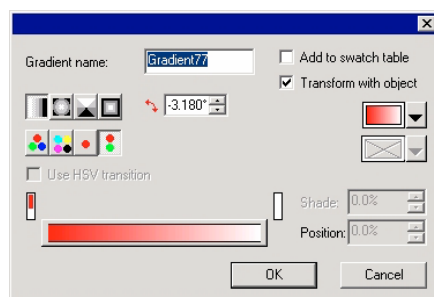 Gradient name: Gradient77
Add to swatch table
Transform with object
-3.180°
Use HSV transition
Shade: 0.0%
Position: 0.0%
OK Cancel